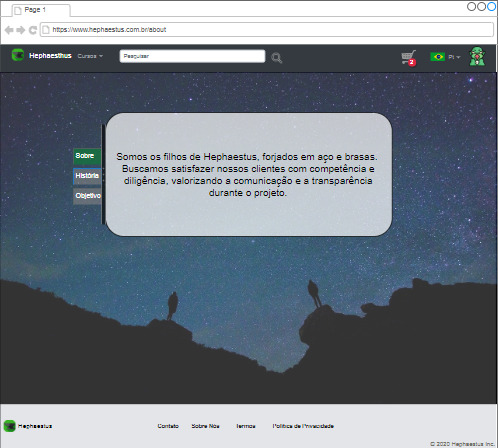 Page 1
https://www.hephaestus.com.br/about
Hephaesthus Cursos Pesquisar 2 Pt
Sobre
História
Objetivo
Somos os filhos de Hephaestus, forjados em aço e brasas.
Buscamos satisfazer nossos clientes com competência e
diligência, valorizando a comunicação e a transparência
durante o projeto.
Hephaestus Contato Sobre Nós Termos Política de Privacidade
© 2020 Hephaestus Inc.